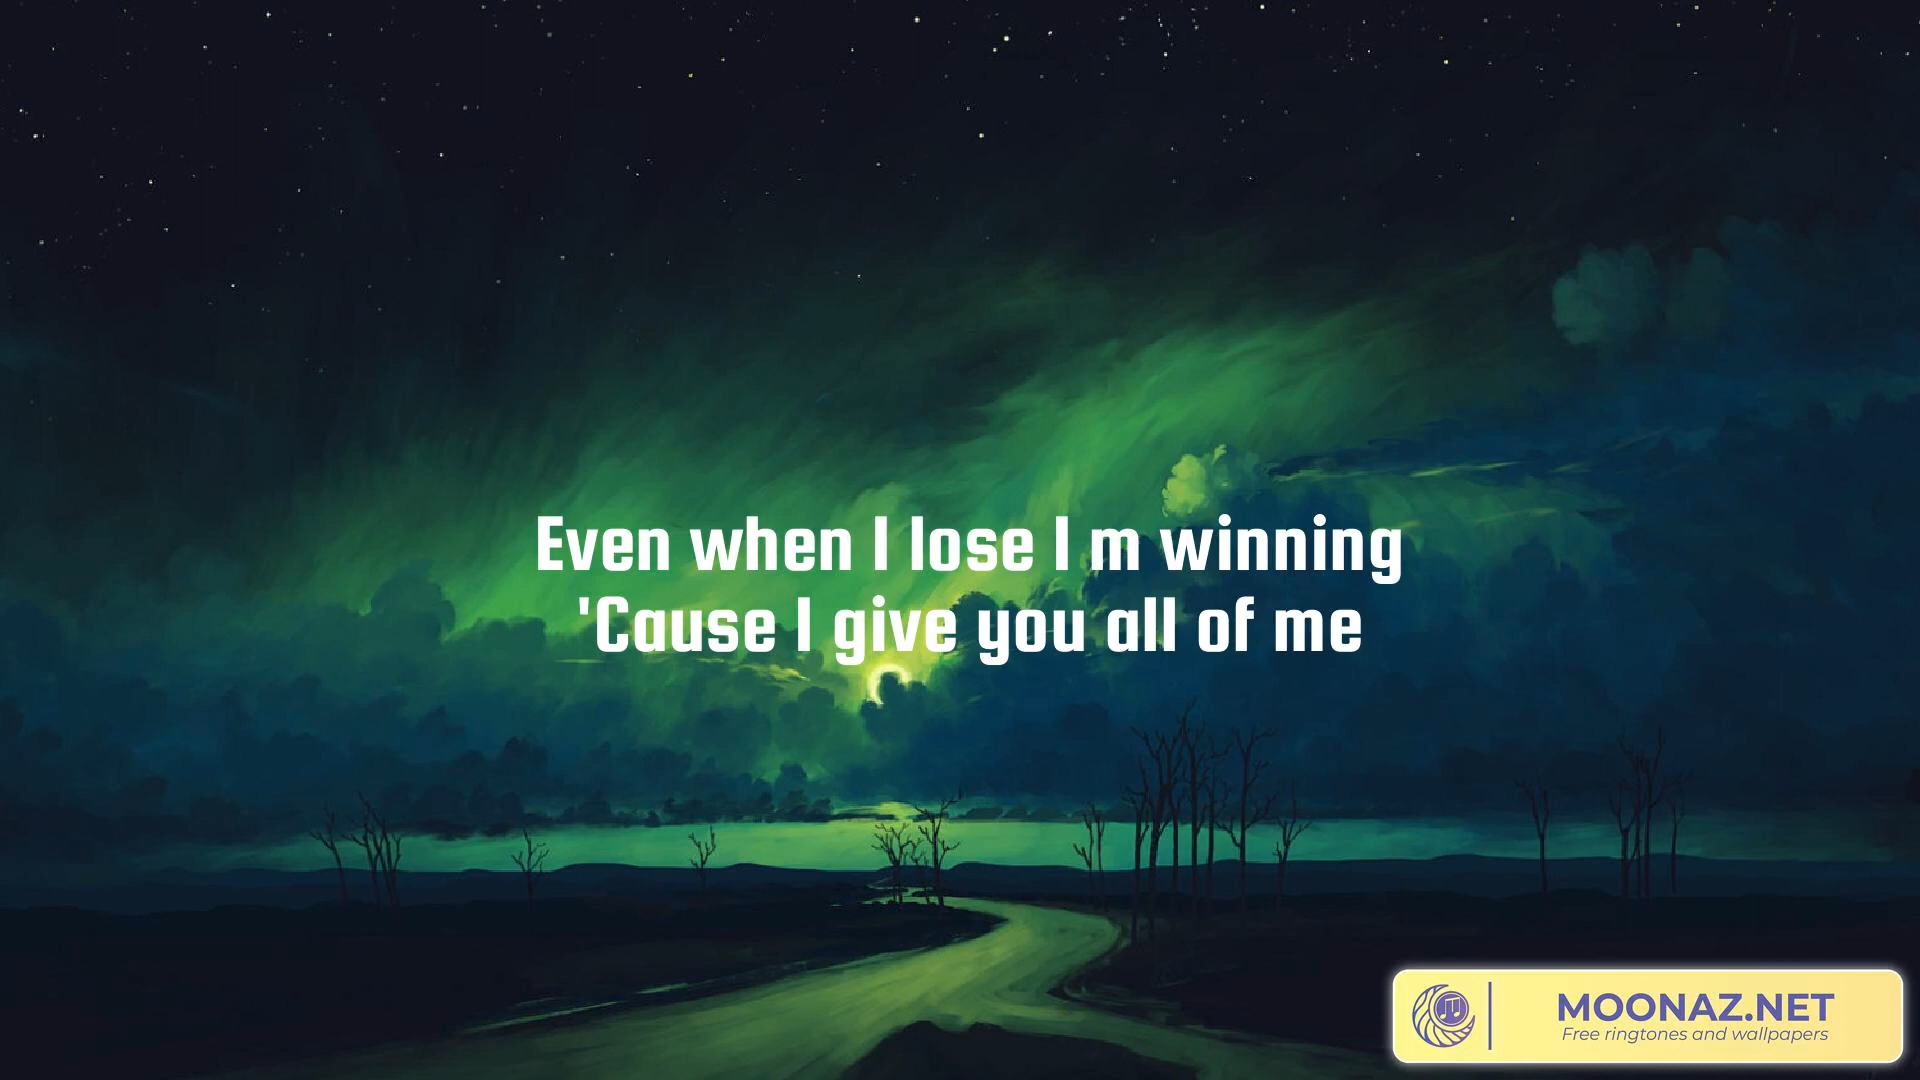 Even when I lose I m winning
'Cause I give you all of me
MOONAZ.NET
Free ringtones and wallpapers